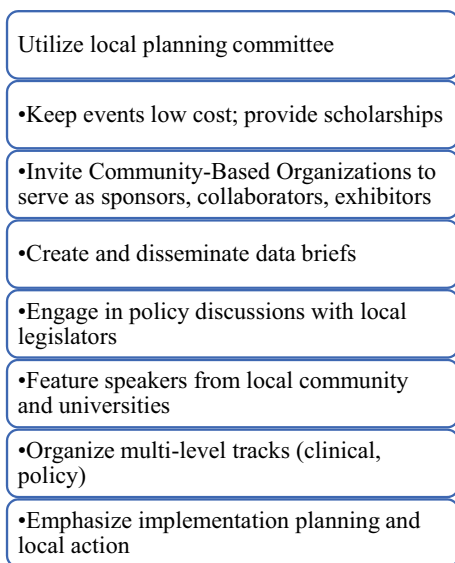 Utilize local planning committee
•Keep events low cost; provide scholarships
•Invite Community-Based Organizations to
serve as sponsors, collaborators, exhibitors
•Create and disseminate data briefs
•Engage in policy discussions with local
legislators
•Feature speakers from local community
and universities
•Organize multi-level tracks (clinical,
policy)
•Emphasize implementation planning and
local action